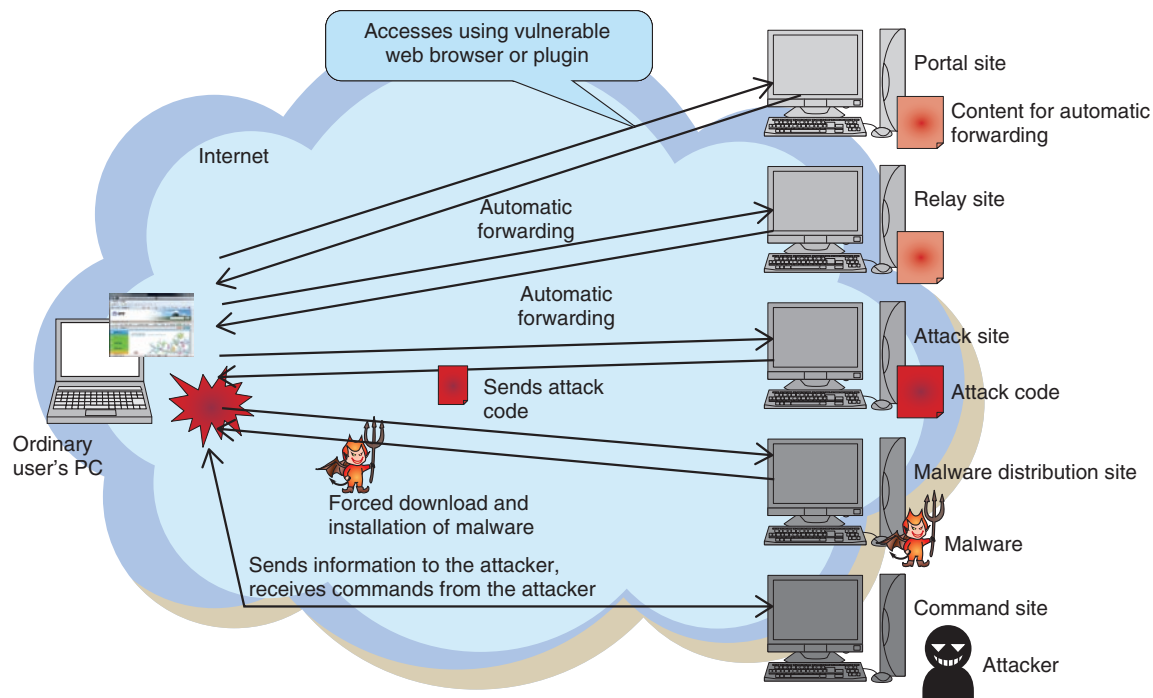 Accesses using vulnerable
web browser or plugin
Portal site
Content for automatic
forwarding
Internet
Relay site
Automatic
forwarding
Automatic
forwarding
Attack site
Sends attack
code
Attack code
Ordinary
user's PC
Malware distribution site
Forced download and
installation of malware
Malware
Sends information to the attacker,
receives commands from the attacker
Command site
Attacker